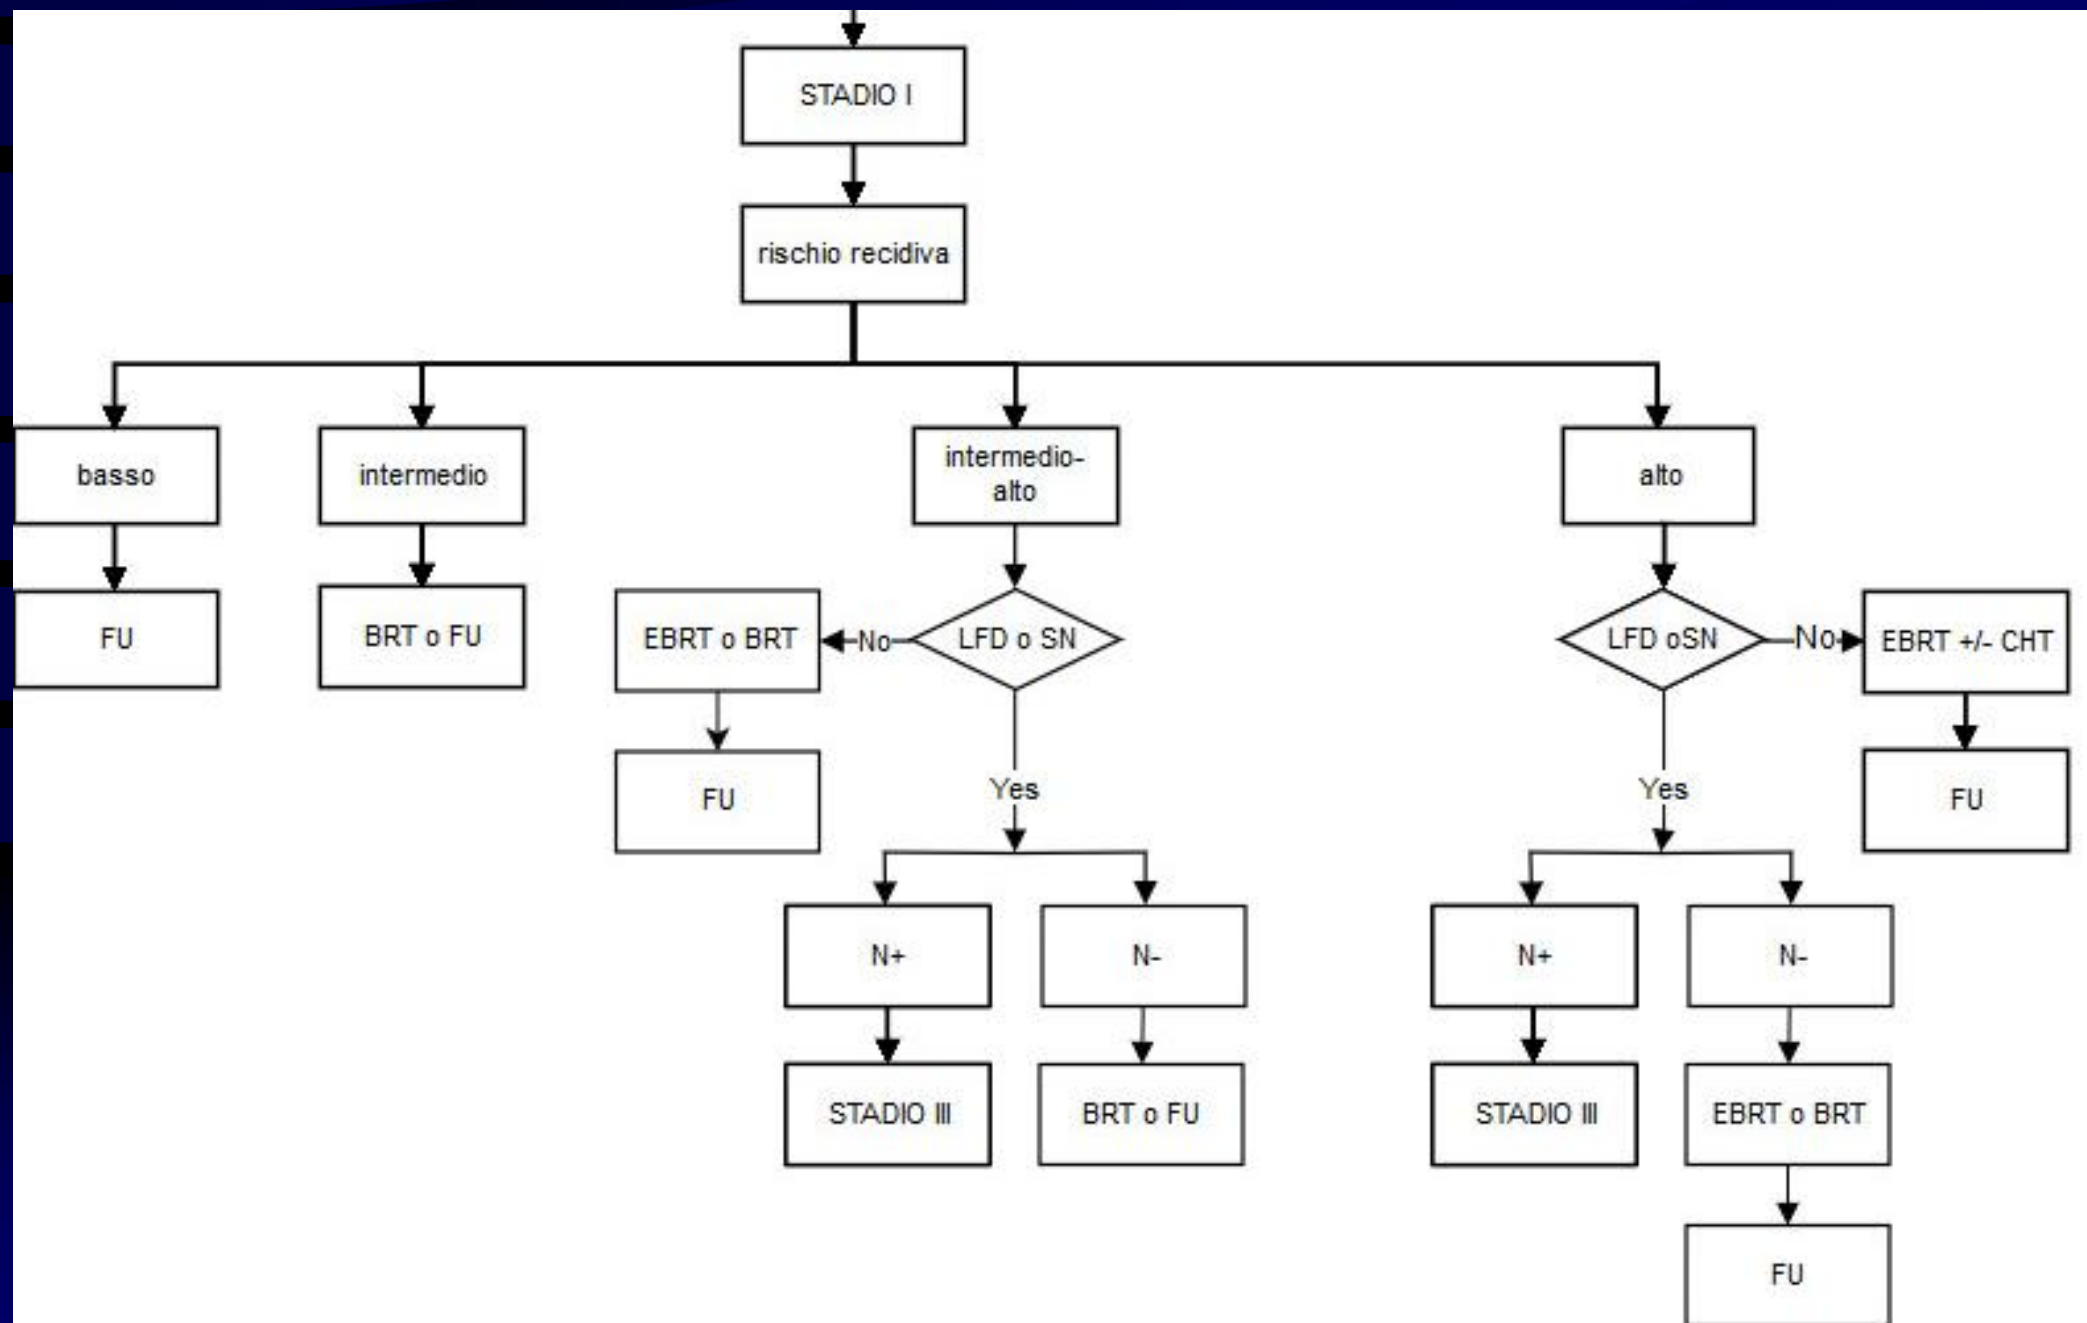 STADIO I
rischio recidiva
basso
intermedio
intermedio-
alto
alto
FU
BRT o FU
EBRT o BRT
No
LFD o SN
LFD oSN
No
EBRT +/- CHT
FU
Yes
Yes
FU
N+
N-
N+
N-
STADIO III
BRT o FU
STADIO III
EBRT o BRT
FU